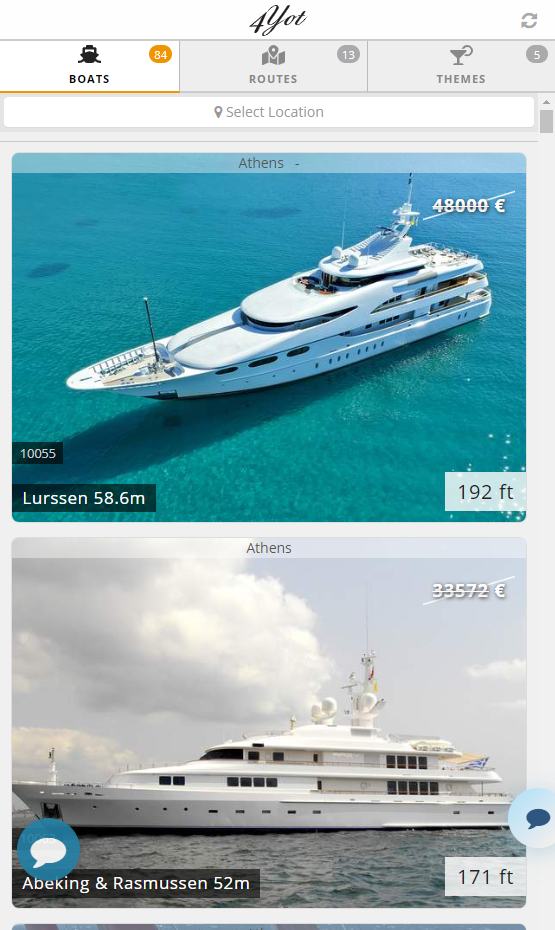 4Yot
84
13
5
BOATS
ROUTES
THEMES
Select Location
Athens -
48000 €
10055
Lurssen 58.6m
192 ft
Athens
33572 €
Abeking & Rasmussen 52m
171 ft